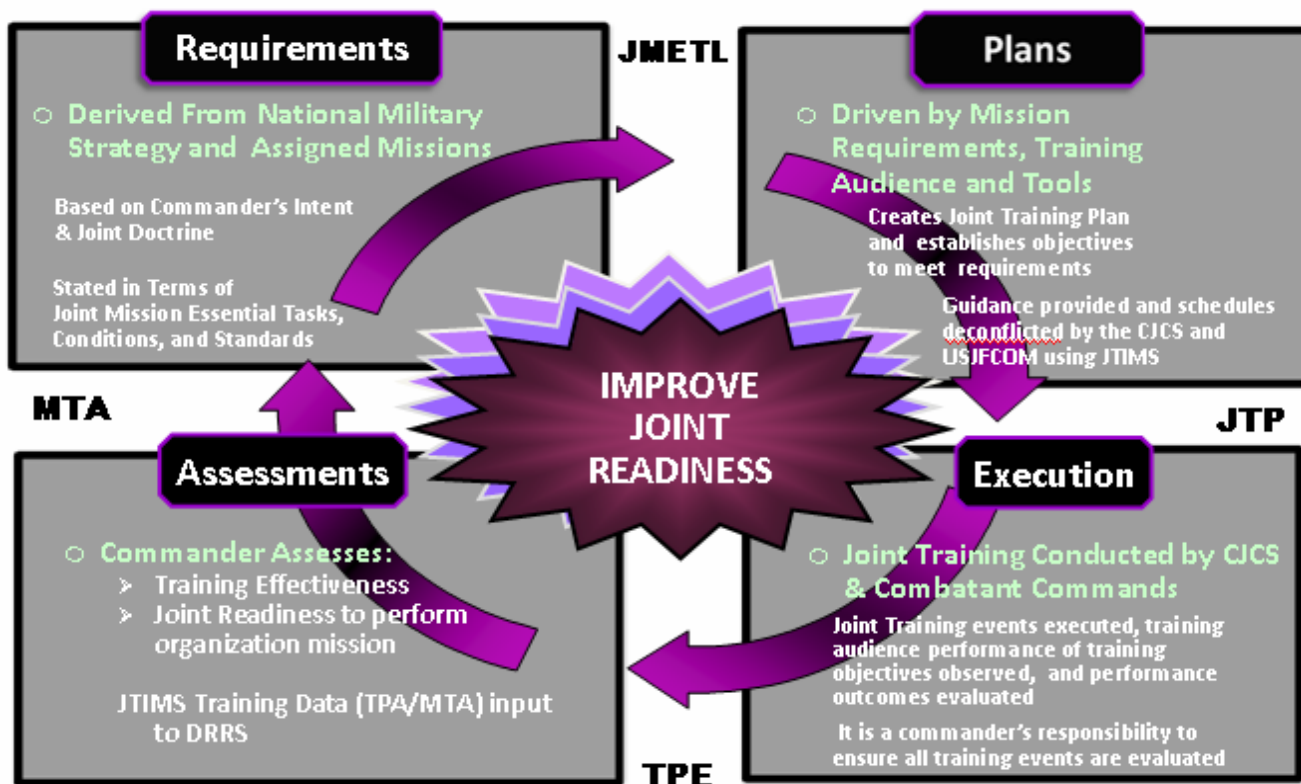 Requirements
○ Derived From National Military
Strategy and Assigned Missions
Based on Commander's Intent
& Joint Doctrine
Stated in Terms of
Joint Mission Essential Tasks,
Conditions, and Standards
JMETL
Plans
○ Driven by Mission
Requirements, Training
Audience and Tools
Creates Joint Training Plan
and establishes objectives
to meet requirements
Guidance provided and schedules
deconflicted by the CJCS and
USJFCOM using JTIMS
IMPROVE
JOINT
READINESS
MTA
JTP
Assessments
○ Commander Assesses:
➢ Training Effectiveness
➢ Joint Readiness to perform
organization mission
JTIMS Training Data (TPA/MTA) input
to DRRS
Execution
○ Joint Training Conducted by CJCS
& Combatant Commands
Joint Training events executed, training
audience performance of training
objectives observed, and performance
outcomes evaluated
It is a commander's responsibility to
ensure all training events are evaluated
TPE